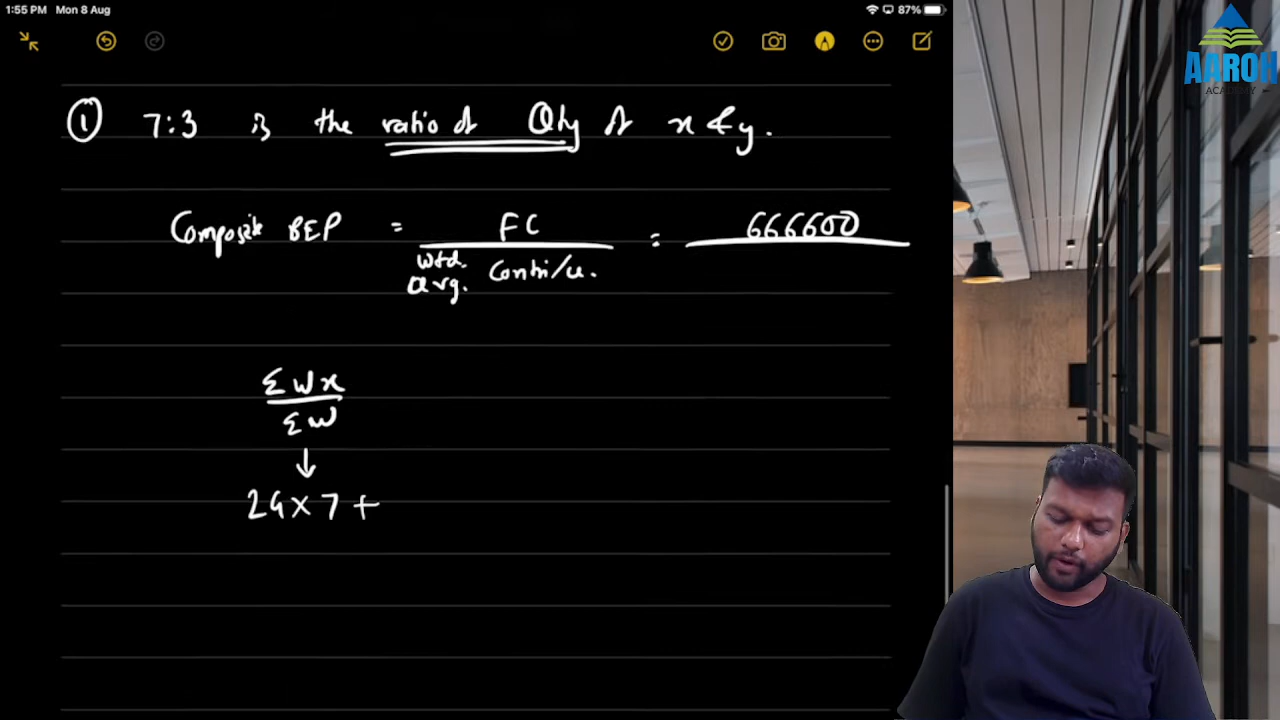 1:55 PM Mon 8 Aug 87%
AAROH
ACADEMY
① 7:3 is the ratio of Qty of x & y.
Composite BEP = FC / Wtd. Avg. Contri/u. = 666600
Σwx
Σw
↓
24 x 7 +